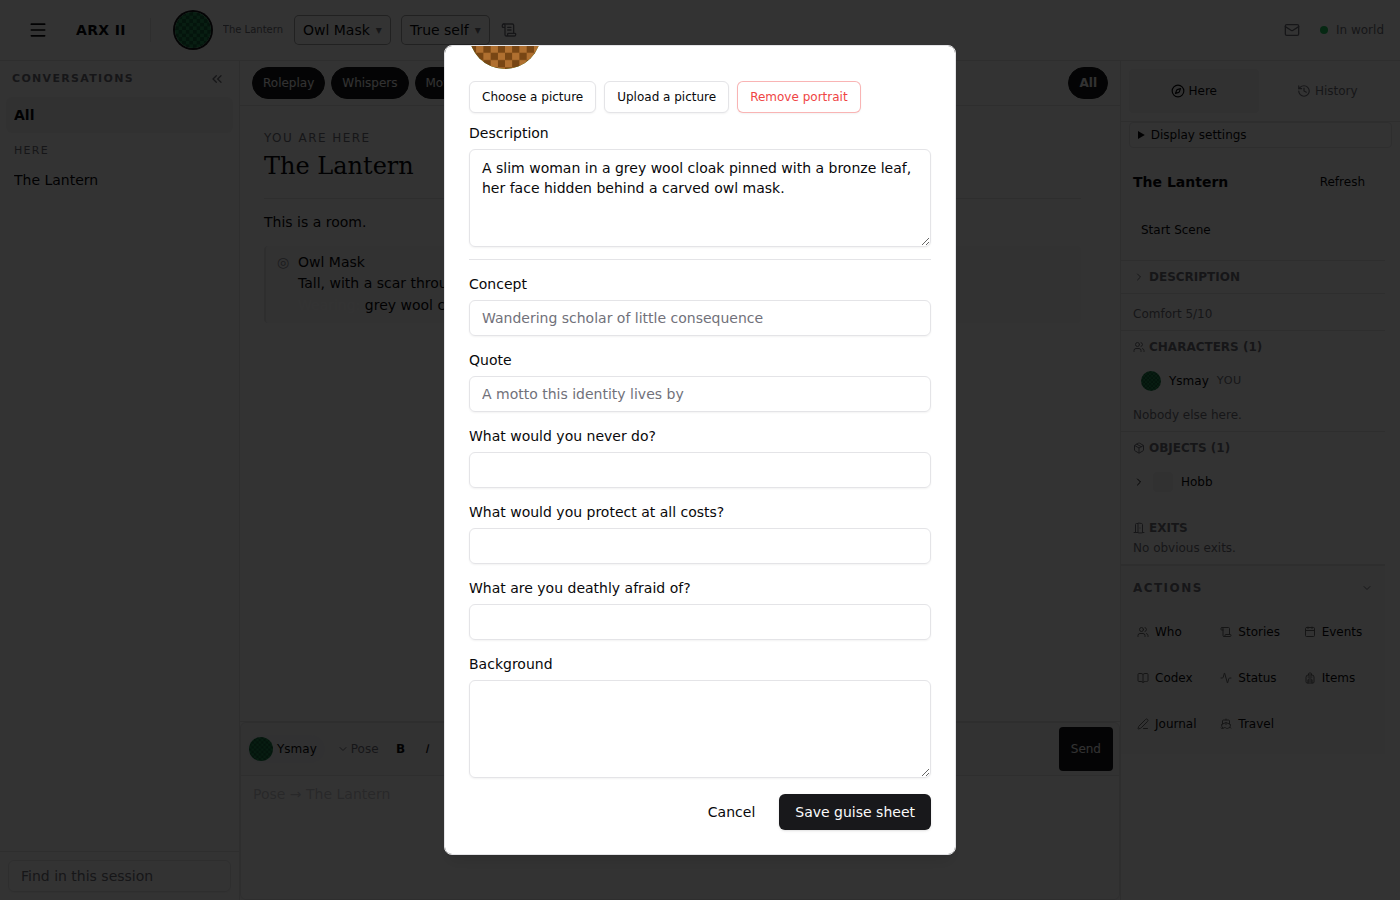 ARX II
The Lantern
Owl Mask
True self
In world
CONVERSATIONS
All
HERE
The Lantern
Find in this session
Roleplay
Whispers
Mo
All
YOU ARE HERE
The Lantern
This is a room.
Owl Mask
Tall, with a scar throu
grey wool c
Ysmay
Pose
B
I
Send
Pose → The Lantern
Choose a picture
Upload a picture
Remove portrait
Description
A slim woman in a grey wool cloak pinned with a bronze leaf,
her face hidden behind a carved owl mask.
Concept
Wandering scholar of little consequence
Quote
A motto this identity lives by
What would you never do?
What would you protect at all costs?
What are you deathly afraid of?
Background
Cancel
Save guise sheet
Here
History
Display settings
The Lantern
Refresh
Start Scene
DESCRIPTION
Comfort 5/10
CHARACTERS (1)
Ysmay YOU
Nobody else here.
OBJECTS (1)
Hobb
EXITS
No obvious exits.
ACTIONS
Who
Stories
Events
Codex
Status
Items
Journal
Travel